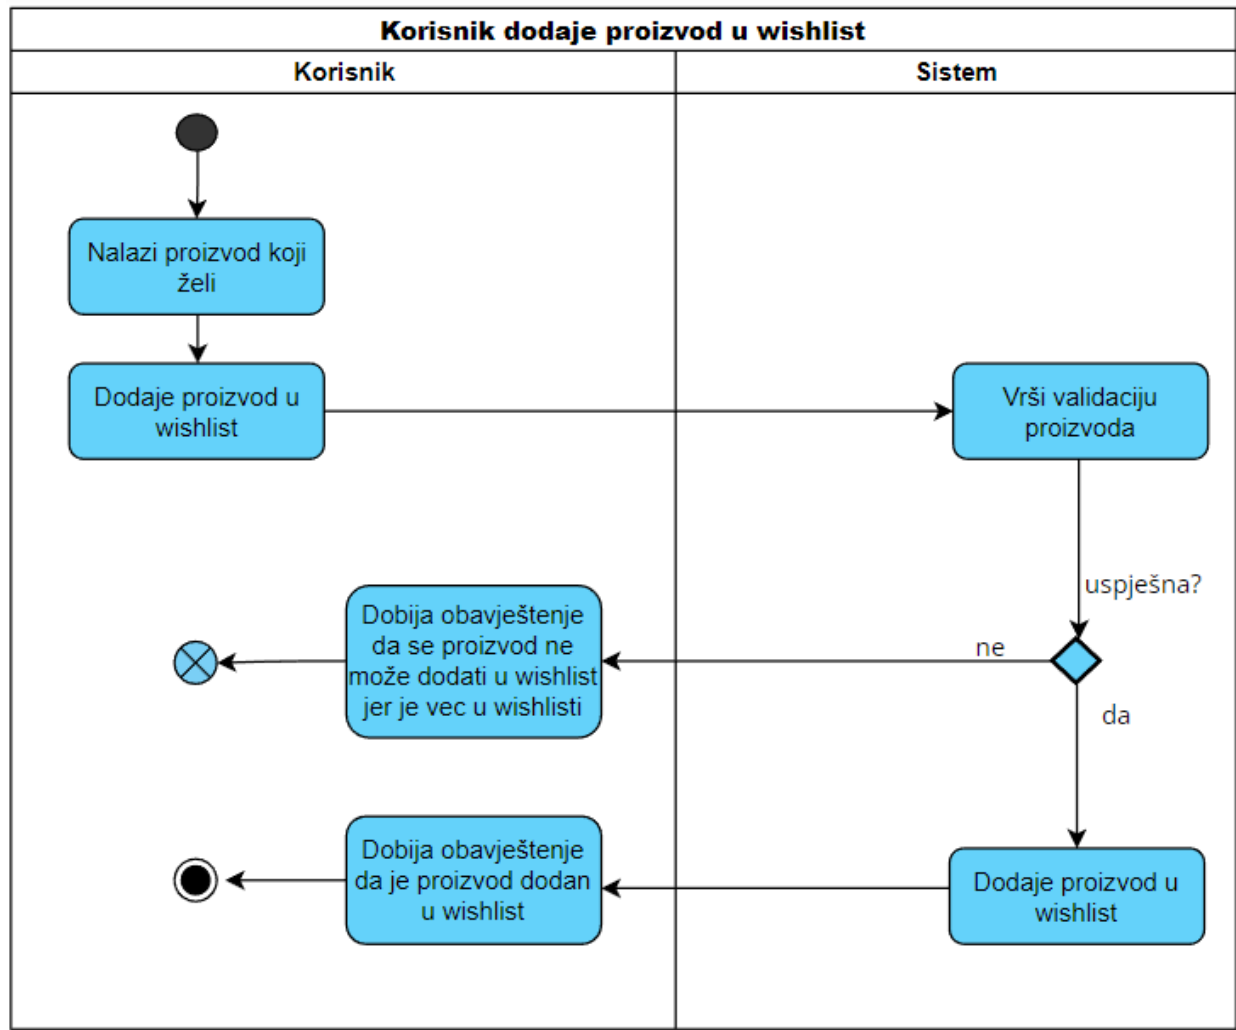 Korisnik dodaje proizvod u wishlist
Korisnik
Sistem
Nalazi proizvod koji
želi
Dodaje proizvod u
wishlist
Vrši validaciju
proizvoda
uspješna?
ne
da
Dobija obavještenje
da se proizvod ne
može dodati u wishlist
jer je vec u wishlisti
Dobija obavještenje
da je proizvod dodan
u wishlist
Dodaje proizvod u
wishlist